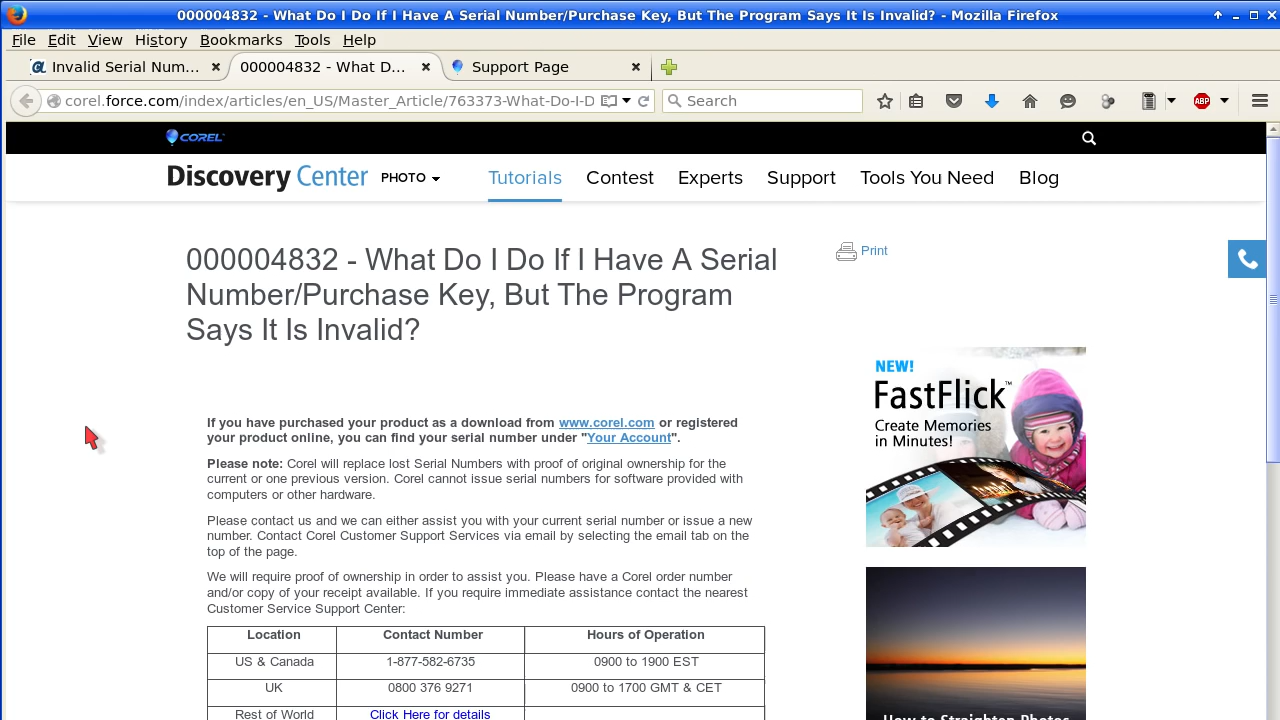 000004832 - What Do I Do If I Have A Serial Number/Purchase Key, But The Program Says It Is Invalid? - Mozilla Firefox
File Edit View History Bookmarks Tools Help
Invalid Serial Num...
000004832 - What D...
Support Page
corel.force.com/index/articles/en_US/Master_Article/763373-What-Do-I-D
Search
ABP
COREL
Discovery Center
PHOTO
Tutorials
Contest
Experts
Support
Tools You Need
Blog
000004832 - What Do I Do If I Have A Serial
Number/Purchase Key, But The Program
Says It Is Invalid?
Print
If you have purchased your product as a download from www.corel.com or registered
your product online, you can find your serial number under "Your Account".
Please note: Corel will replace lost Serial Numbers with proof of original ownership for the
current or one previous version. Corel cannot issue serial numbers for software provided with
computers or other hardware.
Please contact us and we can either assist you with your current serial number or issue a new
number. Contact Corel Customer Support Services via email by selecting the email tab on the
top of the page.
We will require proof of ownership in order to assist you. Please have a Corel order number
and/or copy of your receipt available. If you require immediate assistance contact the nearest
Customer Service Support Center:
Location Contact Number Hours of Operation
US & Canada 1-877-582-6735 0900 to 1900 EST
UK 0800 376 9271 0900 to 1700 GMT & CET
Rest of World Click Here for details
NEW!
FastFlick™
Create Memories
in Minutes!
How to Straighten Photos